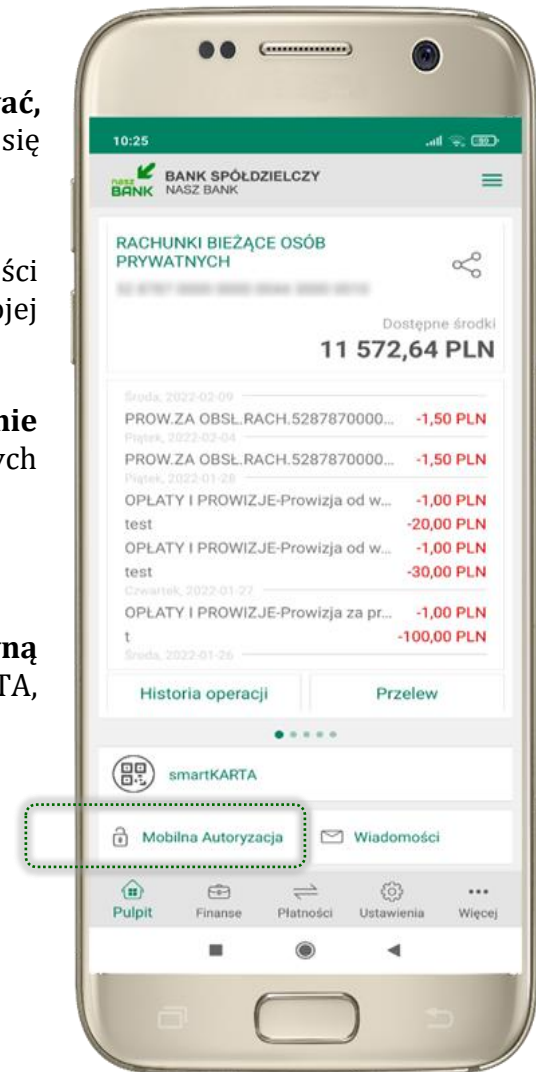 wać,
się
ści
ojej
nie
ych
wną
TA,
10:25
nasz BANK
BANK SPÓŁDZIELCZY
NASZ BANK
RACHUNKI BIEŻĄCE OSÓB
PRYWATNYCH
Dostępne środki
11 572,64 PLN
Środa, 2022-02-09
PROW.ZA OBSŁ.RACH.5287870000... -1,50 PLN
Piątek, 2022-02-04
PROW.ZA OBSŁ.RACH.5287870000... -1,50 PLN
Piątek, 2022-01-28
OPŁATY I PROWIZJE-Prowizja od w... -1,00 PLN
test -20,00 PLN
OPŁATY I PROWIZJE-Prowizja od w... -1,00 PLN
test -30,00 PLN
Czwartek, 2022-01-27
OPŁATY I PROWIZJE-Prowizja za pr... -1,00 PLN
t -100,00 PLN
Środa, 2022-01-26
Historia operacji Przelew
smartKARTA
Mobilna Autoryzacja Wiadomości
Pulpit Finanse Płatności Ustawienia Więcej